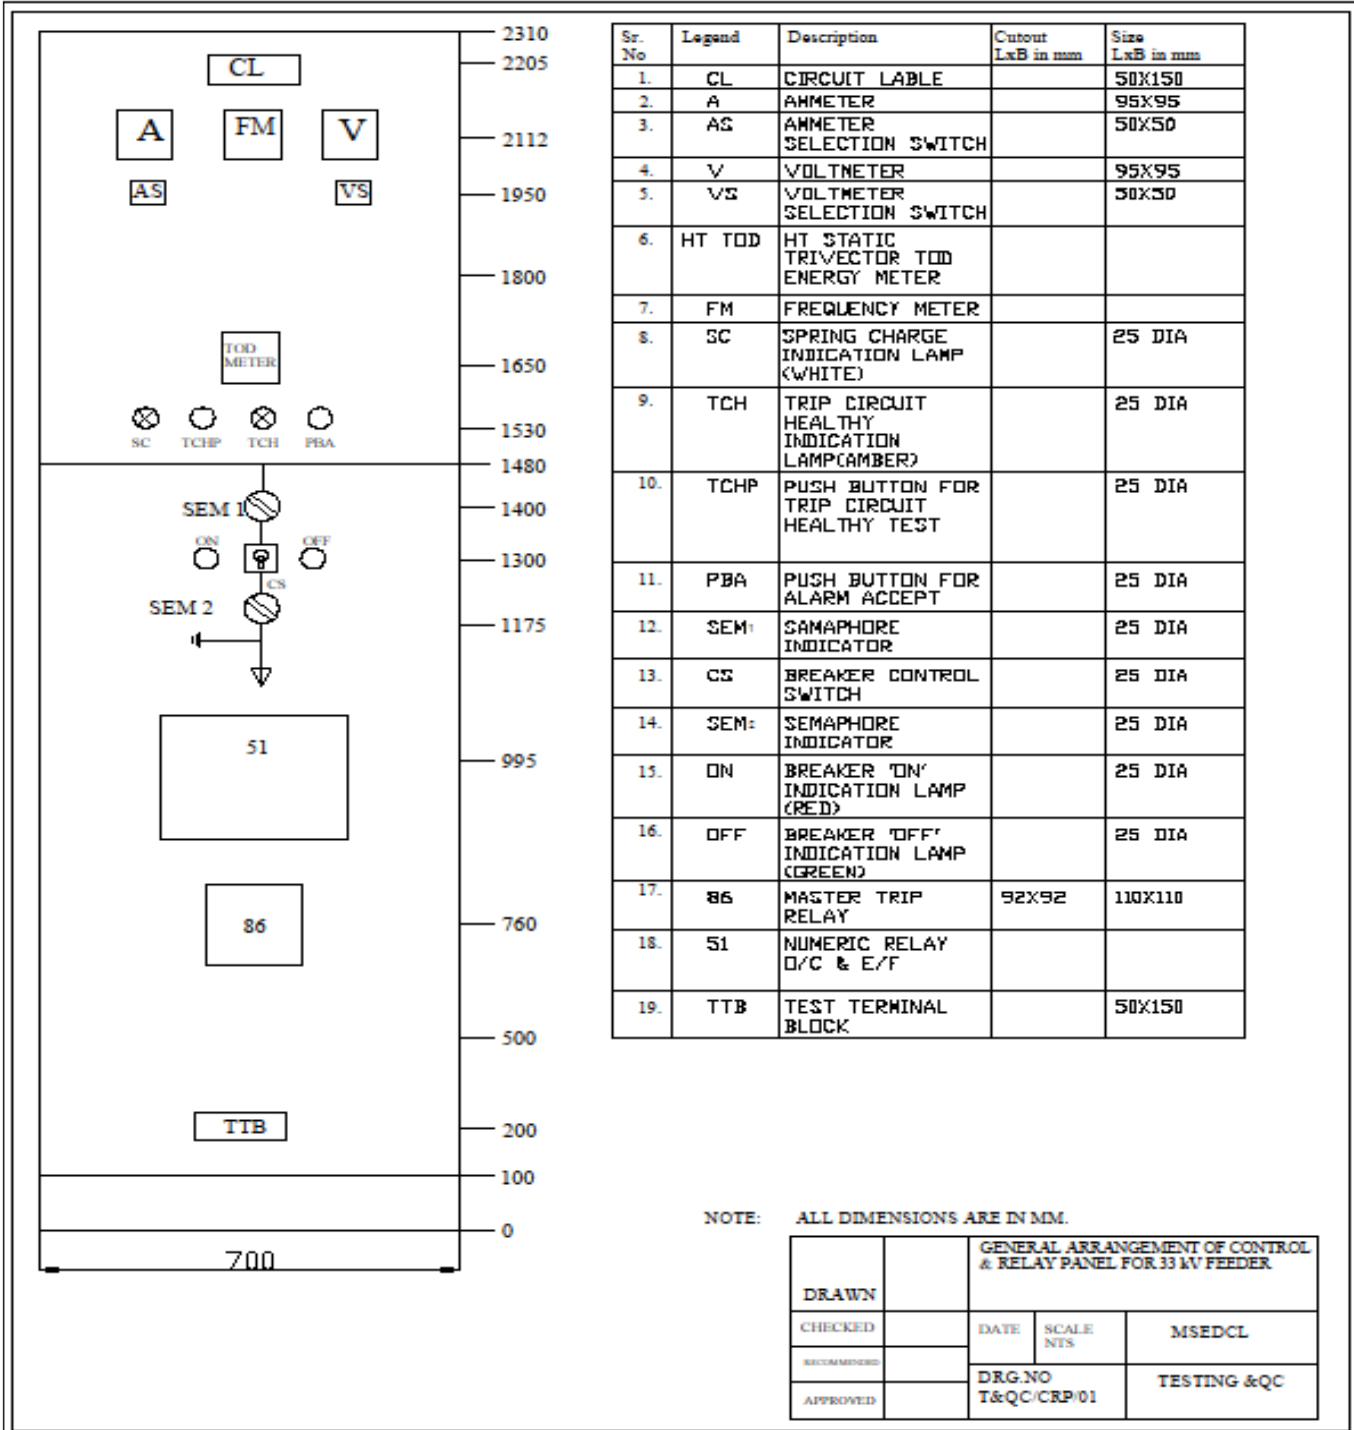 2310
2205
CL
A
FM
V
2112
AS
VS
1950
1800
TOD
METER
1650
SC
TCHP
TCH
PBA
1530
1480
SEM 1
1400
ON
OFF
1300
CS
SEM 2
1175
51
995
86
760
500
TTB
200
100
0
700
Sr. No Legend Description Cutout LxB in mm Size LxB in mm
1. CL CIRCUIT LABLE 50X150
2. A AMMETER 95X95
3. AS AMMETER 50X50
SELECTION SWITCH
4. V VOLTMETER 95X95
5. VS VOLTMETER 50X50
SELECTION SWITCH
6. HT TOD HT STATIC
TRIVECTOR TOD
ENERGY METER
7. FM FREQUENCY METER
8. SC SPRING CHARGE 25 DIA
INDICATION LAMP
(WHITE)
9. TCH TRIP CIRCUIT 25 DIA
HEALTHY
INDICATION
LAMP(AMBER)
10. TCHP PUSH BUTTON FOR 25 DIA
TRIP CIRCUIT
HEALTHY TEST
11. PBA PUSH BUTTON FOR 25 DIA
ALARM ACCEPT
12. SEM1 SAMAPHORE 25 DIA
INDICATOR
13. CS BREAKER CONTROL 25 DIA
SWITCH
14. SEM2 SEMAPHORE 25 DIA
INDICATOR
15. ON BREAKER 'ON' 25 DIA
INDICATION LAMP
(RED)
16. OFF BREAKER 'OFF' 25 DIA
INDICATION LAMP
(GREEN)
17. 86 MASTER TRIP 92X92 110X110
RELAY
18. 51 NUMERIC RELAY
O/C & E/F
19. TTB TEST TERMINAL 50X150
BLOCK
NOTE: ALL DIMENSIONS ARE IN MM.
GENERAL ARRANGEMENT OF CONTROL
& RELAY PANEL FOR 33 kV FEEDER
DRAWN
CHECKED
RECOMMENDED
APPROVED
DATE
SCALE
NTS
MSEDCL
DRG.NO
T&QC/CRP/01
TESTING &QC